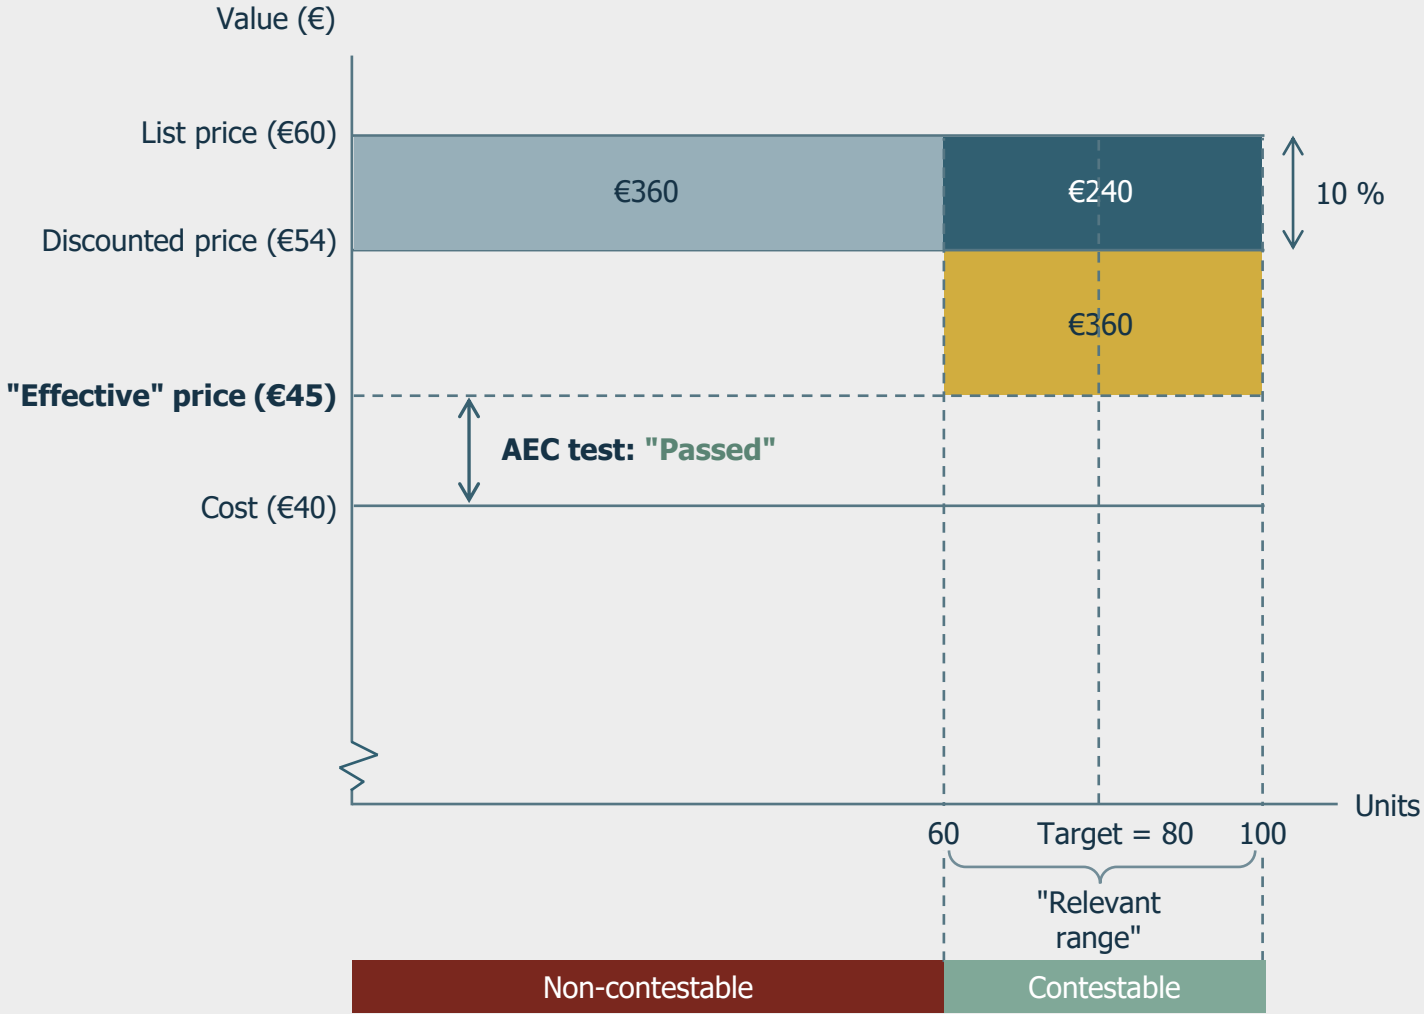 Value (€)
List price (€60)
€360
€240
10 %
Discounted price (€54)
€360
"Effective" price (€45)
AEC test: "Passed"
Cost (€40)
Units
60
Target = 80
100
"Relevant
range"
Non-contestable
Contestable